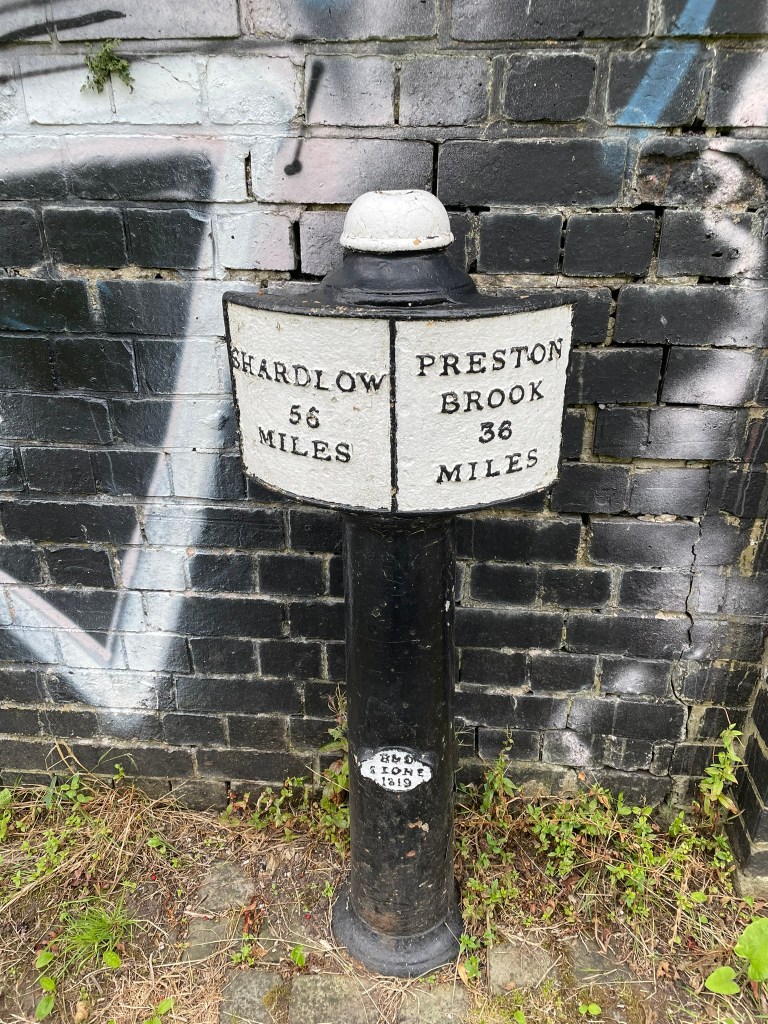 SHARDLOW
56
MILES
PRESTON
BROOK
36
MILES
R&D
STONE
1819